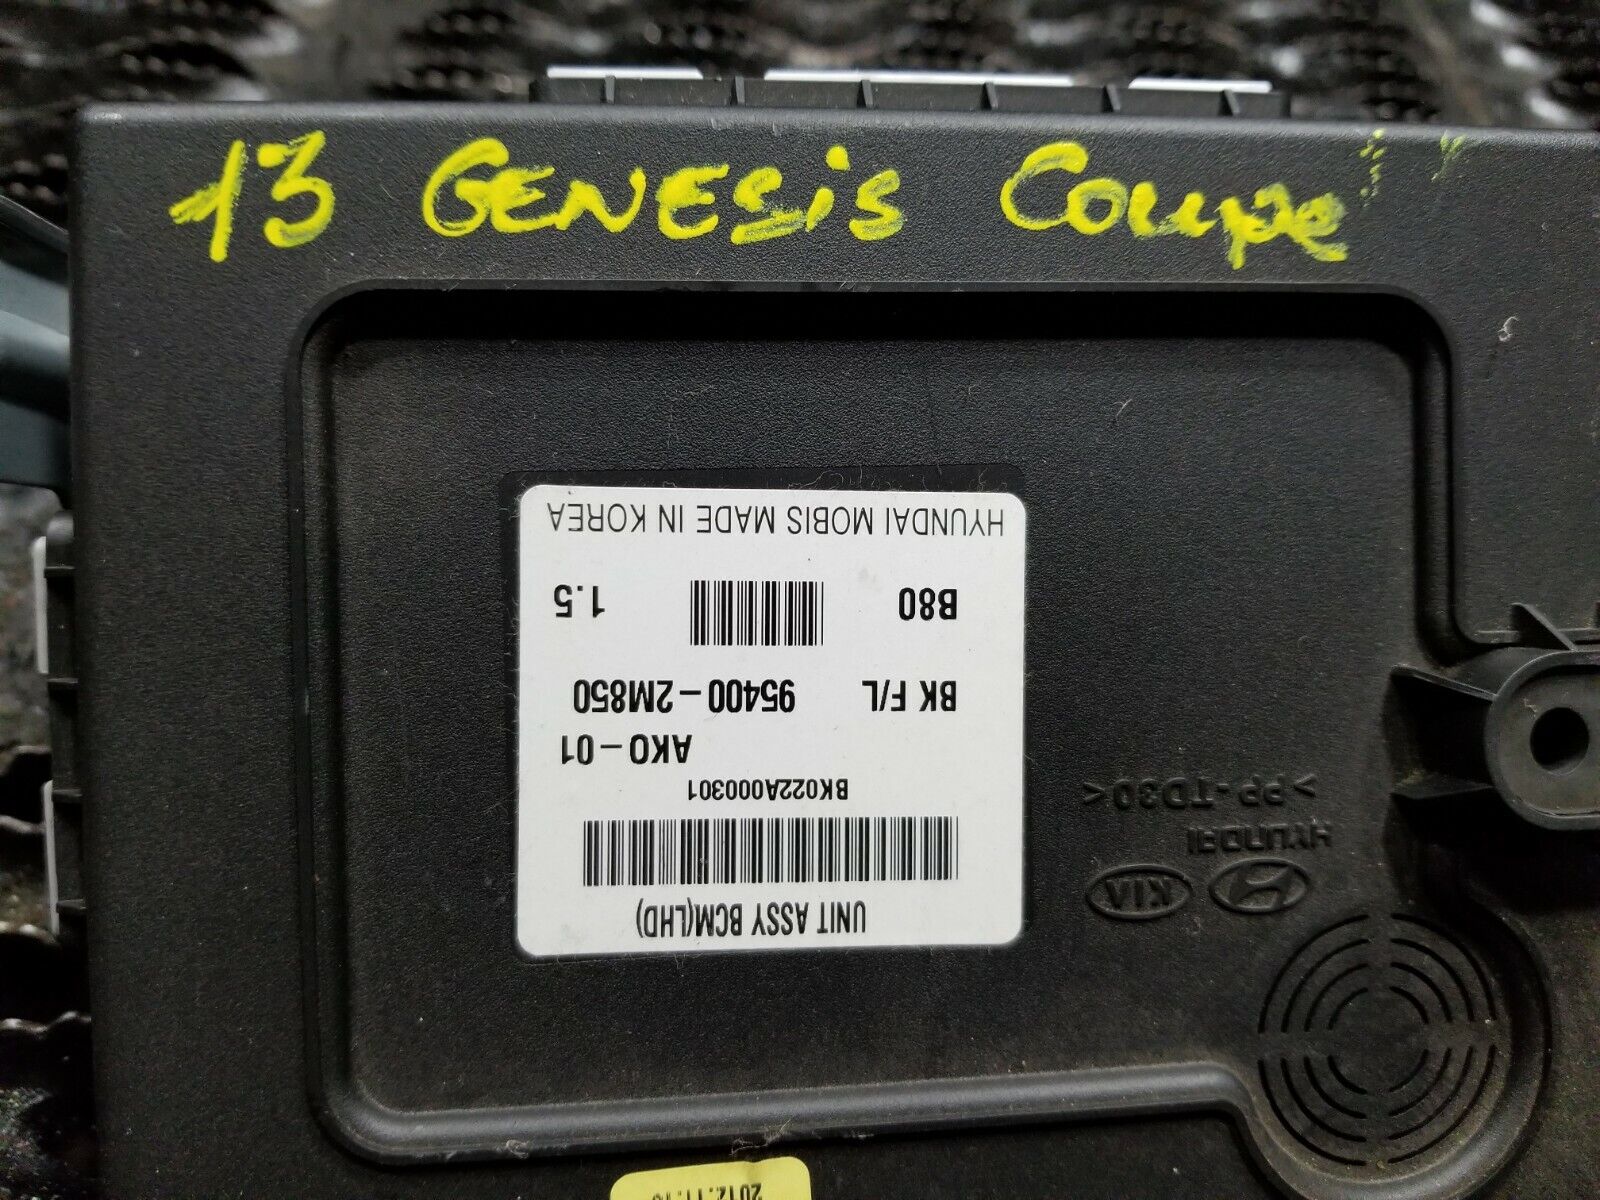 13 GENESiS Coupe
UNIT ASSY BCM(LHD)
BK022A000301
AKO-01
BK F/L 95400-2M850
B80 1.5
HYUNDAI MOBIS MADE IN KOREA
KIA
HYUNDAI
>PP-TD30<